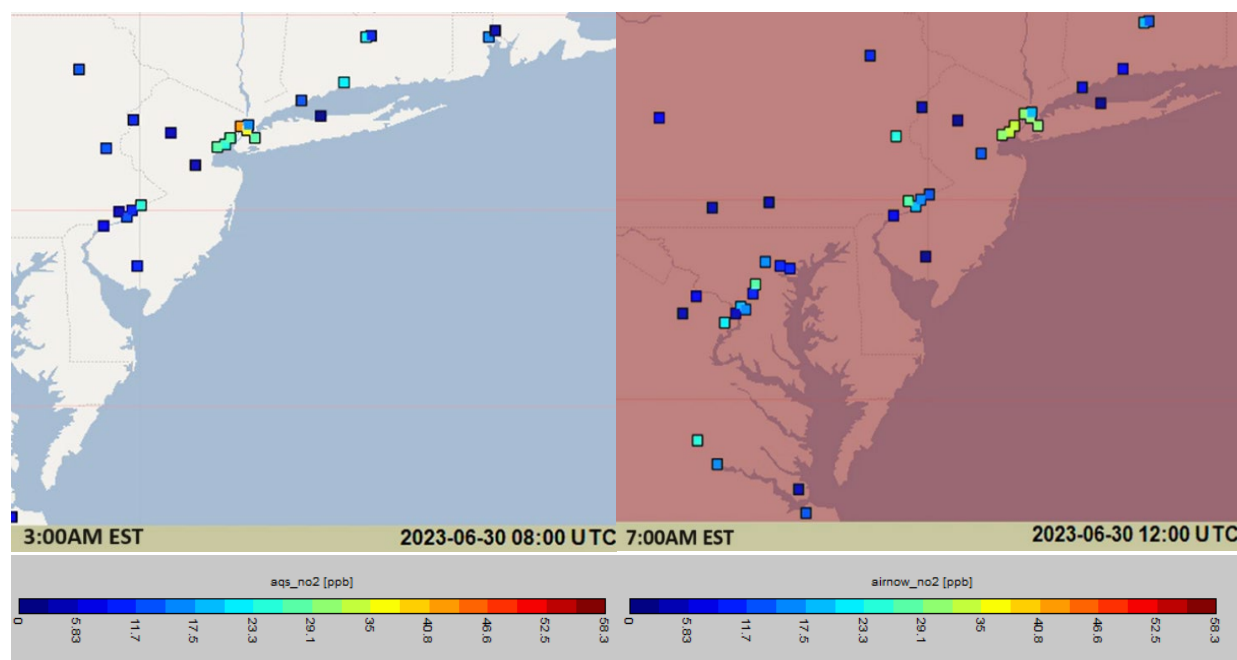 3:00AM EST 2023-06-30 08:00 UTC
7:00AM EST 2023-06-30 12:00 UTC
aqs_no2 [ppb]
0 5.83 11.7 17.5 23.3 29.1 35 40.8 46.6 52.5 58.3
airnow_no2 [ppb]
0 5.83 11.7 17.5 23.3 29.1 35 40.8 46.6 52.5 58.3